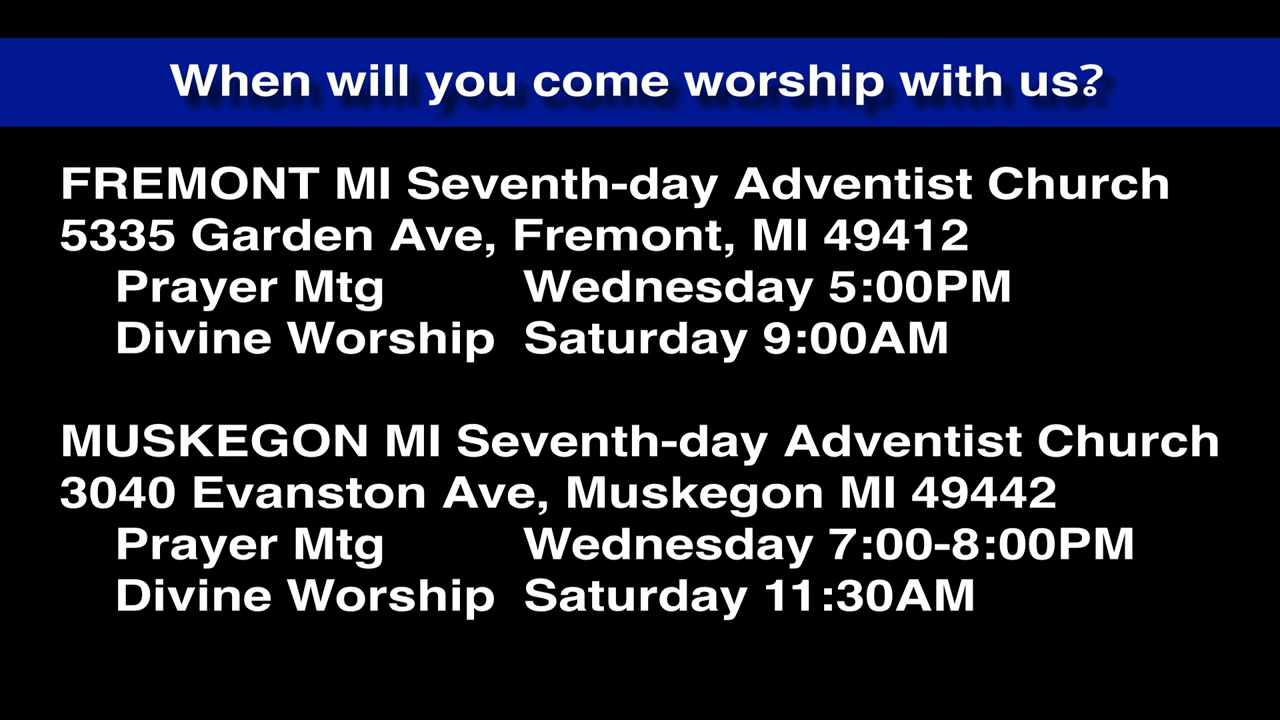 When will you come worship with us?
FREMONT MI Seventh-day Adventist Church
5335 Garden Ave, Fremont, MI 49412
Prayer Mtg Wednesday 5:00PM
Divine Worship Saturday 9:00AM
MUSKEGON MI Seventh-day Adventist Church
3040 Evanston Ave, Muskegon MI 49442
Prayer Mtg Wednesday 7:00-8:00PM
Divine Worship Saturday 11:30AM